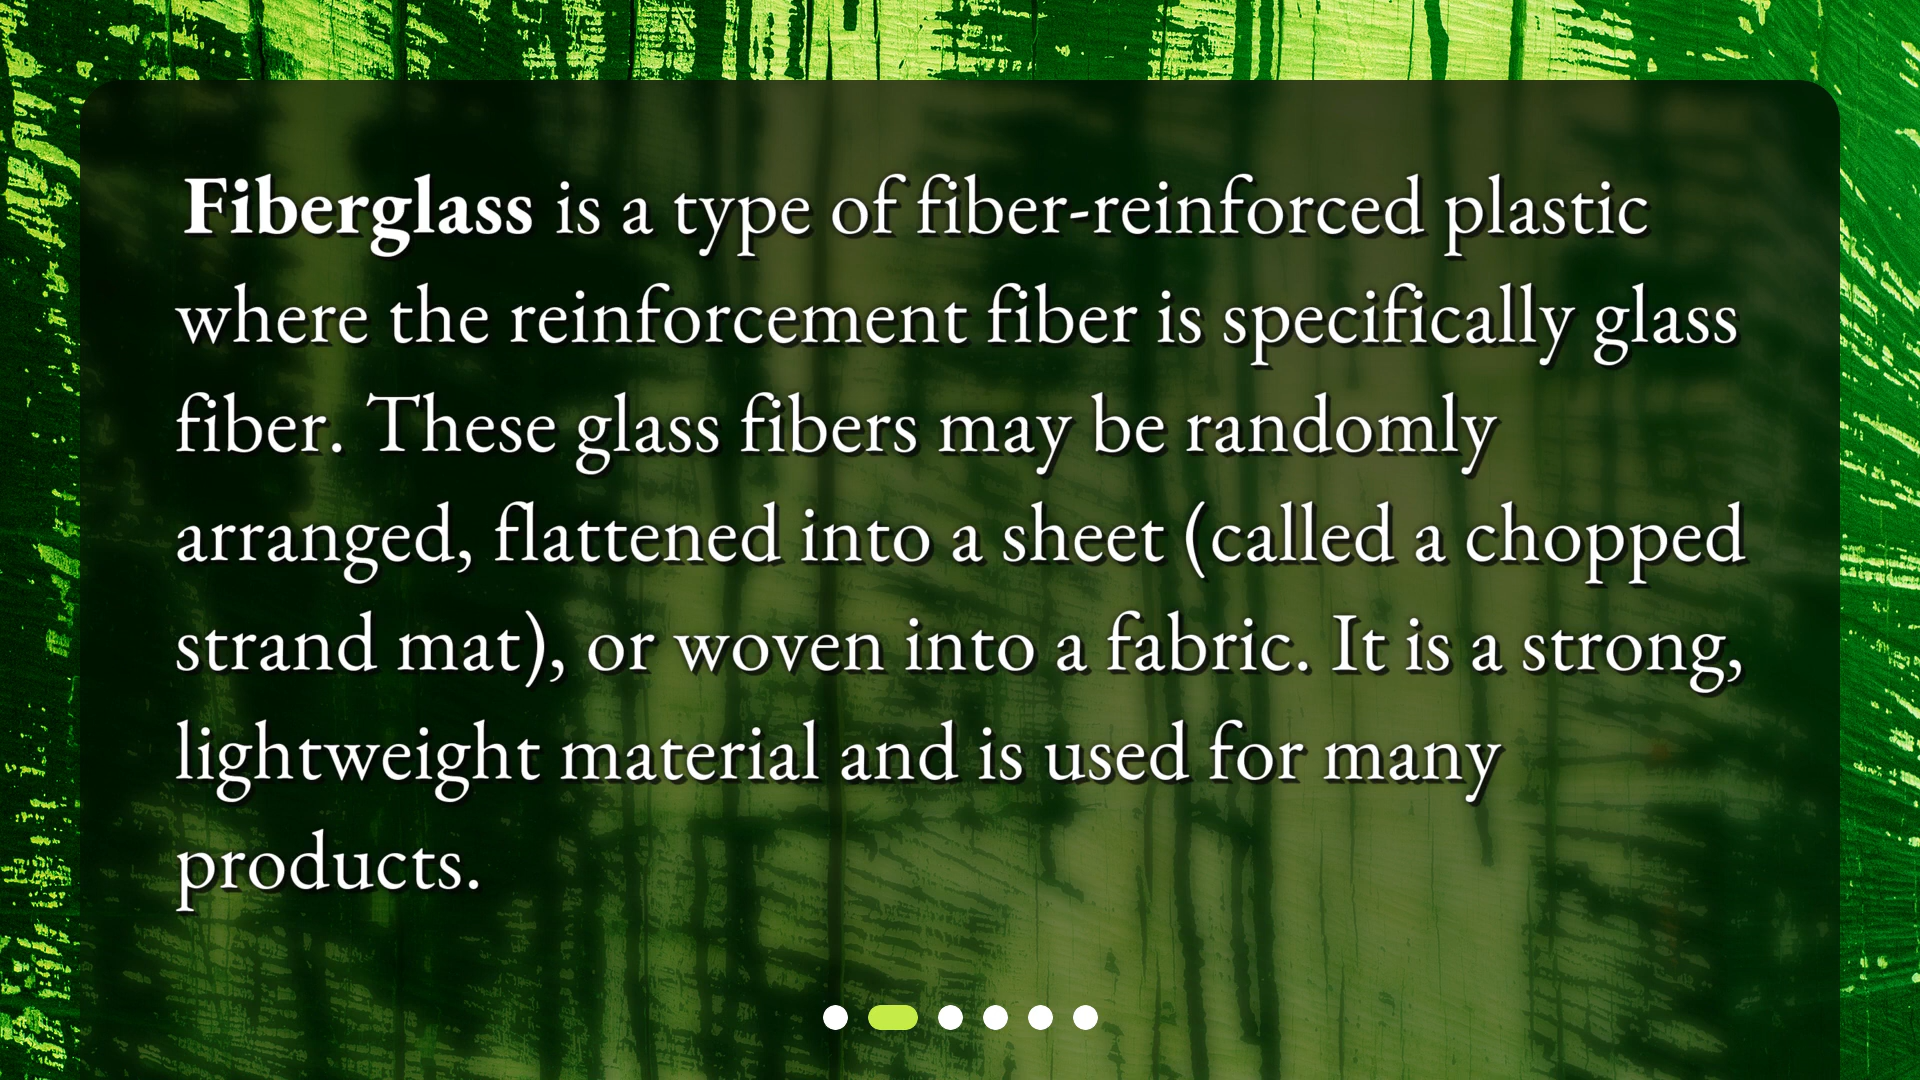 Fiberglass is a type of fiber-reinforced plastic
where the reinforcement fiber is specifically glass
fiber. These glass fibers may be randomly
arranged, flattened into a sheet (called a chopped
strand mat), or woven into a fabric. It is a strong,
lightweight material and is used for many
products.